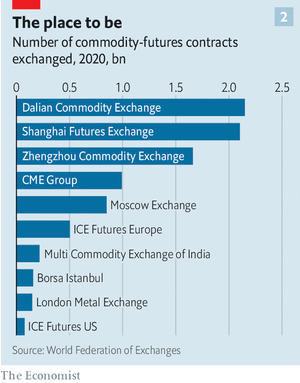 The place to be
2
Number of commodity-futures contracts
exchanged, 2020, bn
0 0.5 1.0 1.5 2.0 2.5
Dalian Commodity Exchange
Shanghai Futures Exchange
Zhengzhou Commodity Exchange
CME Group
Moscow Exchange
ICE Futures Europe
Multi Commodity Exchange of India
Borsa Istanbul
London Metal Exchange
ICE Futures US
Source: World Federation of Exchanges
The Economist